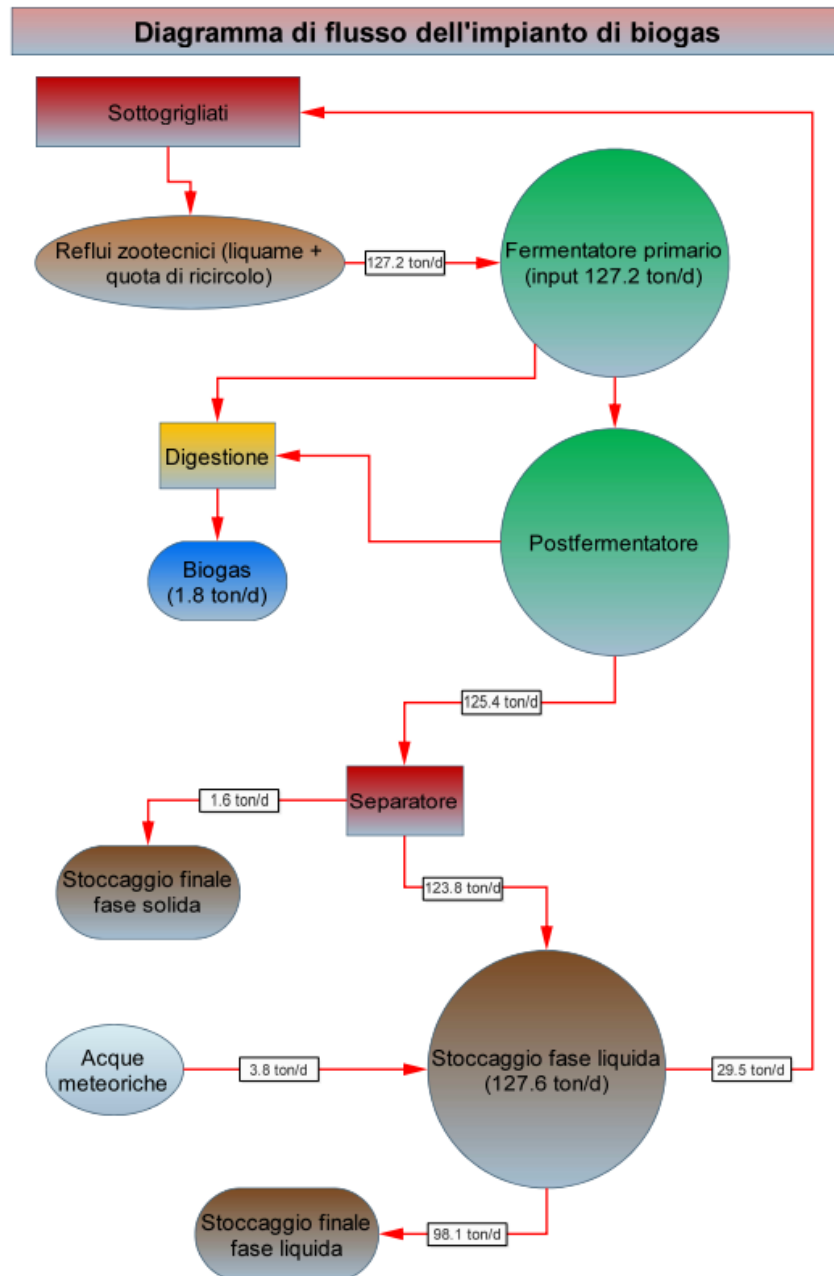 Diagramma di flusso dell'impianto di biogas
Sottogrigliati
Reflui zootecnici (liquame +
quota di ricircolo)
127.2 ton/d
Fermentatore primario
(input 127.2 ton/d)
Digestione
Biogas
(1.8 ton/d)
Postfermentatore
125.4 ton/d
1.6 ton/d
Separatore
Stoccaggio finale
fase solida
123.8 ton/d
Acque
meteoriche
3.8 ton/d
Stoccaggio fase liquida
(127.6 ton/d)
29.5 ton/d
Stoccaggio finale
fase liquida
98.1 ton/d